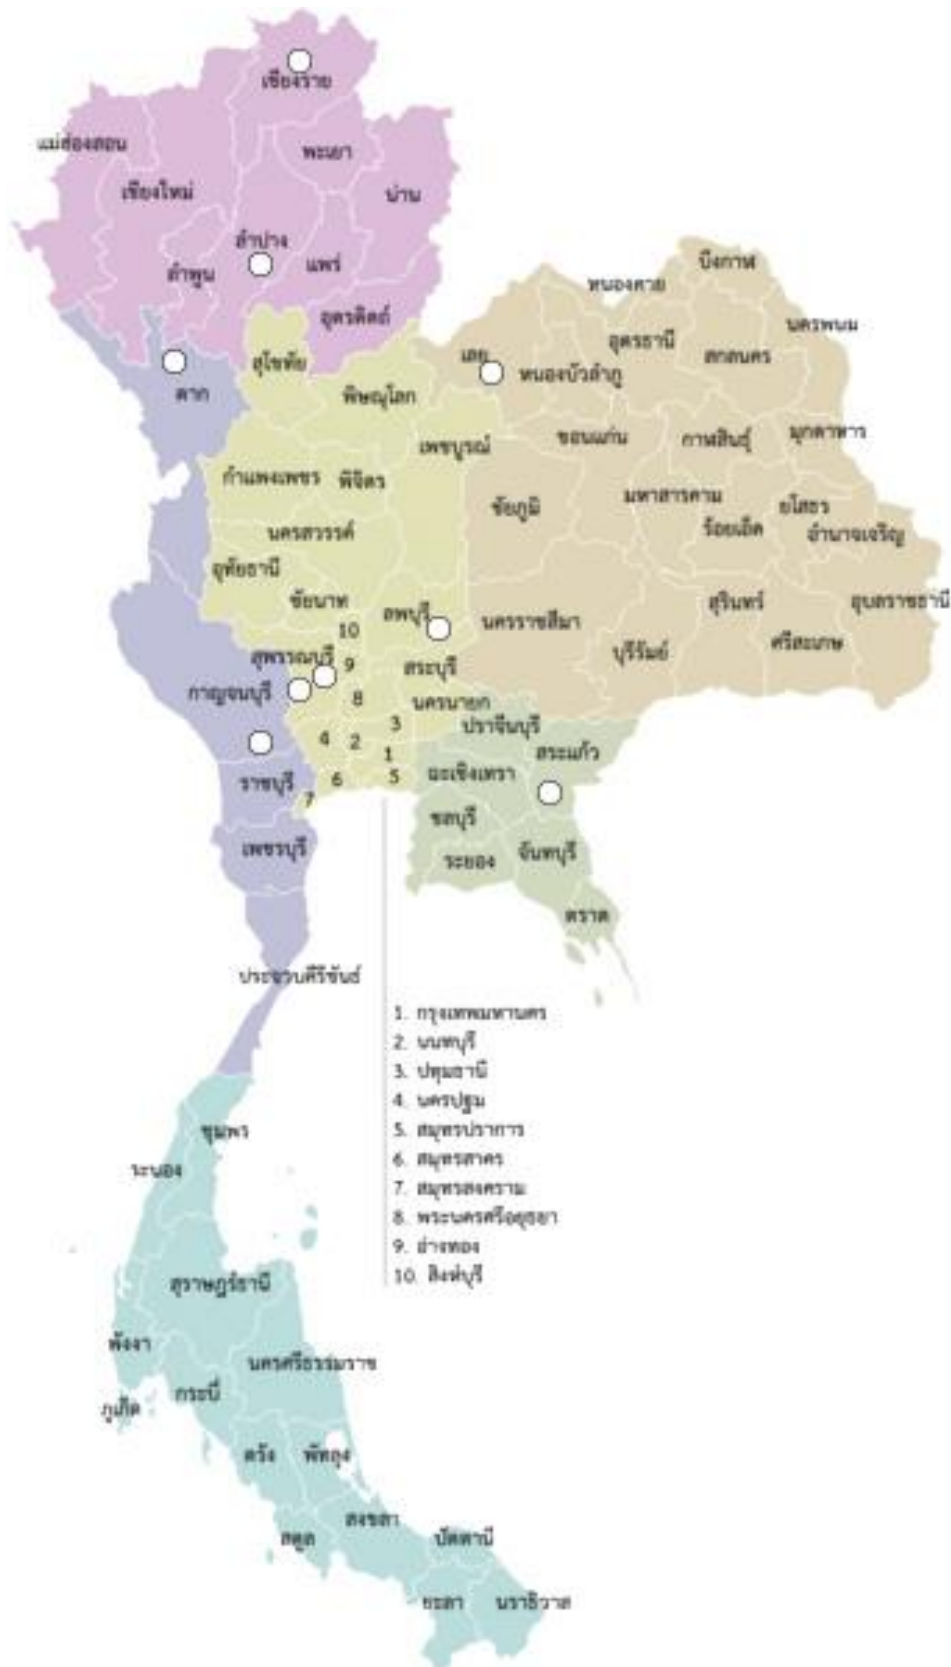 เชียงราย
แม่ฮ่องสอน
พะเยา
เชียงใหม่
น่าน
ลำปาง
ลำพูน
แพร่
อุตรดิตถ์
บึงกาฬ
หนองคาย
นครพนม
อุดรธานี
สกลนคร
เลย
หนองบัวลำภู
สุโขทัย
ตาก
พิษณุโลก
เพชบูรณ์
ขอนแก่น
กาฬสินธุ์
มุกดาหาร
กำแพงเพชร
พิจิตร
ชัยภูมิ
มหาสารคาม
ยโสธร
ร้อยเอ็ด
อำนาจเจริญ
นครสวรรค์
อุทัยธานี
ชัยนาท
ลพบุรี
นครราชสีมา
สุรินทร์
อุบลราชธานี
10
บุรีรัมย์
ศรีสะเกษ
สุพรรณบุรี
9
สระบุรี
กาญจนบุรี
8
นครนายก
3
ปราจีนบุรี
4
2
1
สระแก้ว
ราชบุรี
6
5
ฉะเชิงเทรา
7
ชลบุรี
เพชรบุรี
ระยอง
จันทบุรี
ตราด
ประจวบคีรีขันธ์
1. กรุงเทพมหานคร
2. นนทบุรี
3. ปทุมธานี
4. นครปฐม
5. สมุทรปราการ
6. สมุทรสาคร
7. สมุทรสงคราม
8. พระนครศรีอยุธยา
9. อ่างทอง
10. สิงห์บุรี
ชุมพร
ระนอง
สุราษฎร์ธานี
พังงา
นครศรีธรรมราช
ภูเก็ต
กระบี่
ตรัง
พัทลุง
สงขลา
สตูล
ปัตตานี
ยะลา
นราธิวาส